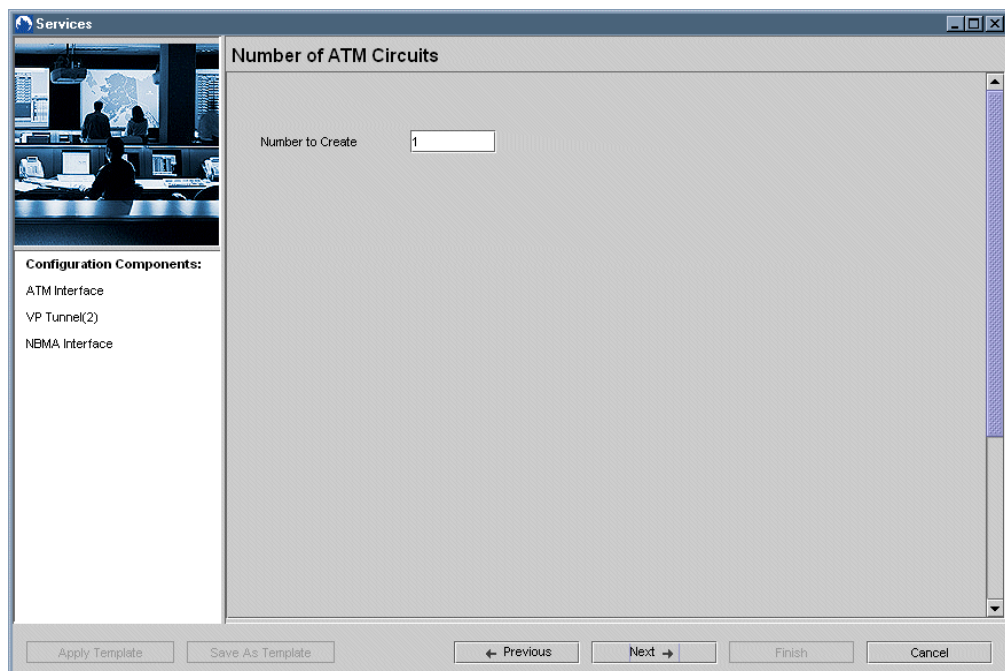 Services
Number of ATM Circuits
Number to Create 1
Configuration Components:
ATM Interface
VP Tunnel(2)
NBMA Interface
Apply Template Save As Template Previous Next Finish Cancel